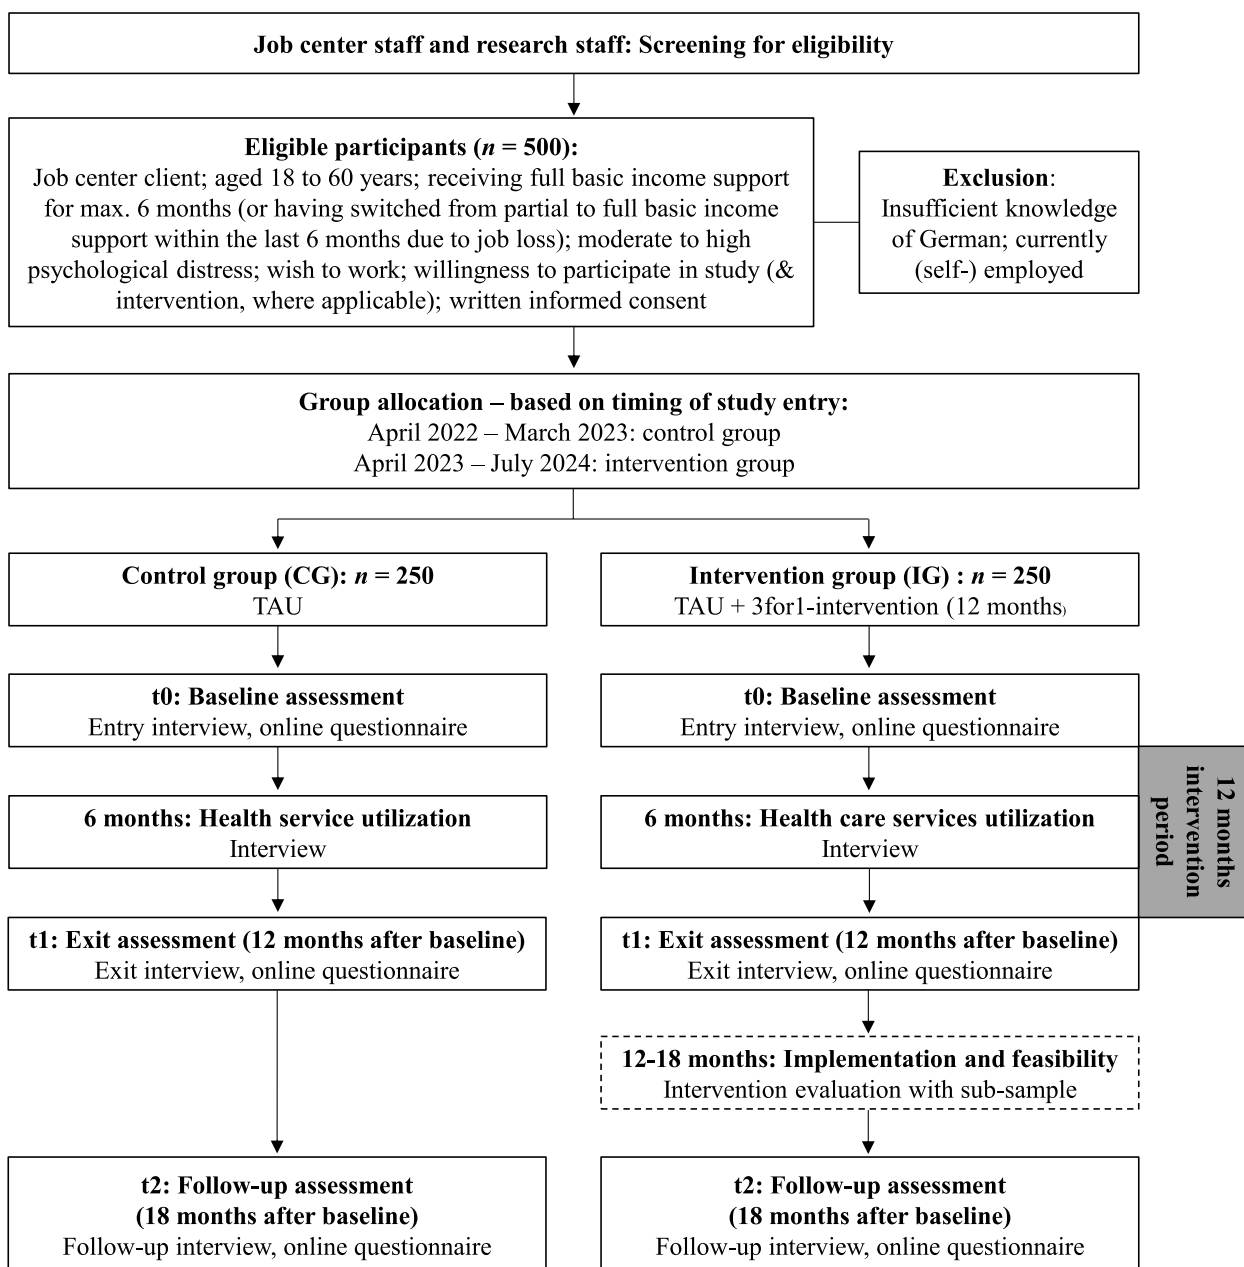 Job center staff and research staff: Screening for eligibility
Eligible participants (n = 500):
Job center client; aged 18 to 60 years; receiving full basic income support
for max. 6 months (or having switched from partial to full basic income
support within the last 6 months due to job loss); moderate to high
psychological distress; wish to work; willingness to participate in study (&
intervention, where applicable); written informed consent
Exclusion:
Insufficient knowledge
of German; currently
(self-) employed
Group allocation – based on timing of study entry:
April 2022 – March 2023: control group
April 2023 – July 2024: intervention group
Control group (CG): n = 250
TAU
Intervention group (IG) : n = 250
TAU + 3for1-intervention (12 months)
t0: Baseline assessment
Entry interview, online questionnaire
t0: Baseline assessment
Entry interview, online questionnaire
12 months
intervention
period
6 months: Health service utilization
Interview
6 months: Health care services utilization
Interview
t1: Exit assessment (12 months after baseline)
Exit interview, online questionnaire
t1: Exit assessment (12 months after baseline)
Exit interview, online questionnaire
12-18 months: Implementation and feasibility
Intervention evaluation with sub-sample
t2: Follow-up assessment
(18 months after baseline)
Follow-up interview, online questionnaire
t2: Follow-up assessment
(18 months after baseline)
Follow-up interview, online questionnaire